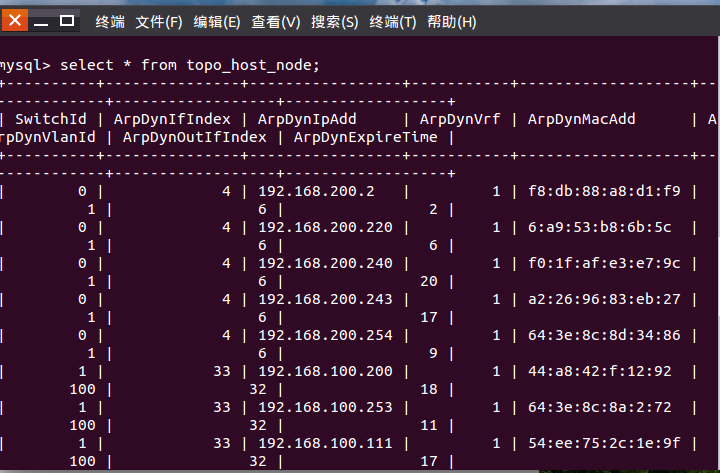 终端 文件(F) 编辑(E) 查看(V) 搜索(S) 终端(T) 帮助(H)
mysql> select * from topo_host_node;
+-----------+----------------+------------------+-----------+-------------------+--
------------+-------------------+-------------------+
| SwitchId | ArpDynIfIndex | ArpDynIpAdd | ArpDynVrf | ArpDynMacAdd | A
rpDynVlanId | ArpDynOutIfIndex | ArpDynExpireTime |
+-----------+----------------+------------------+-----------+-------------------+--
------------+-------------------+-------------------+
| 0 | 4 | 192.168.200.2 | 1 | f8:db:88:a8:d1:f9 |
1 | 6 | 2 |
| 0 | 4 | 192.168.200.220 | 1 | 6:a9:53:b8:6b:5c |
1 | 6 | 6 |
| 0 | 4 | 192.168.200.240 | 1 | f0:1f:af:e3:e7:9c |
1 | 6 | 20 |
| 0 | 4 | 192.168.200.243 | 1 | a2:26:96:83:eb:27 |
1 | 6 | 17 |
| 0 | 4 | 192.168.200.254 | 1 | 64:3e:8c:8d:34:86 |
1 | 6 | 9 |
| 1 | 33 | 192.168.100.200 | 1 | 44:a8:42:f:12:92 |
100 | 32 | 18 |
| 1 | 33 | 192.168.100.253 | 1 | 64:3e:8c:8a:2:72 |
100 | 32 | 11 |
| 1 | 33 | 192.168.100.111 | 1 | 54:ee:75:2c:1e:9f |
100 | 32 | 17 |